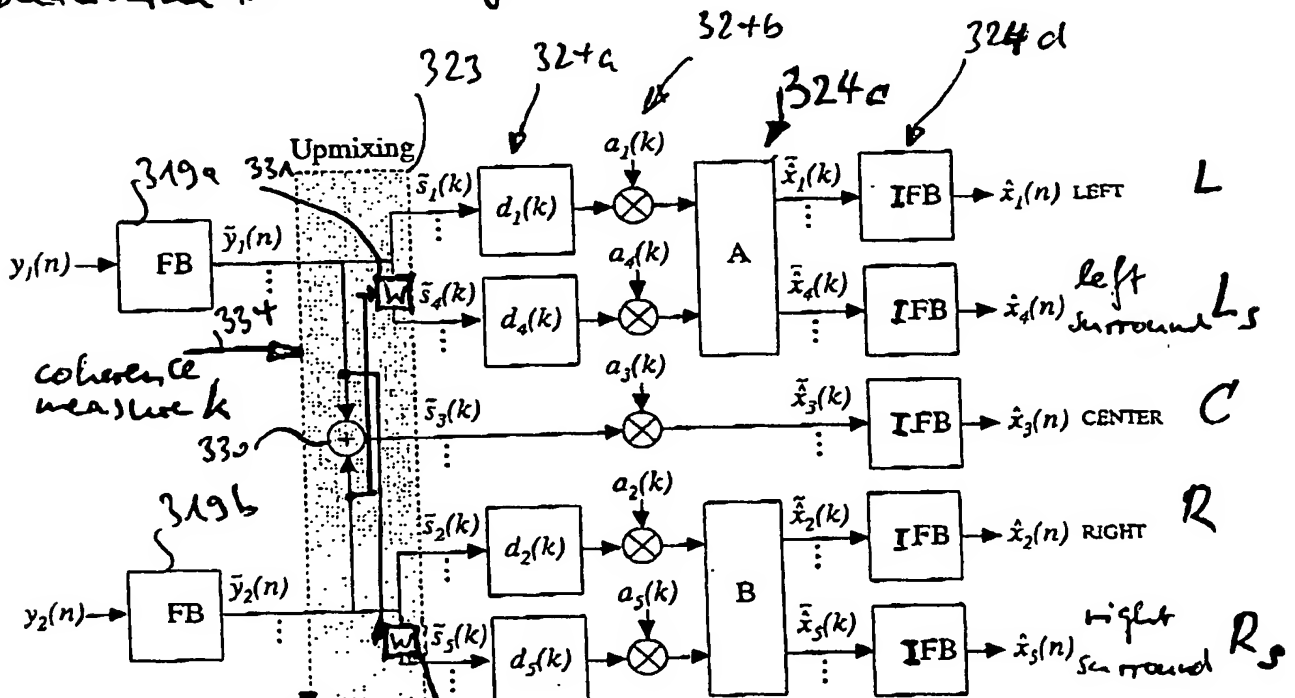 323
32+a
32+b
324c
324d
Upmixing
319a
331
a₁(k)
s̃₁(k)
d₁(k)
x̃̂₁(k)
IFB
x̂₁(n) LEFT
L
y₁(n)
FB
ỹ₁(n)
A
a₄(k)
W
s̃₄(k)
d₄(k)
x̃̂₄(k)
IFB
x̂₄(n)
left
surround
Ls
334
coherence
measure k
a₃(k)
330
+
s̃₃(k)
x̃̂₃(k)
IFB
x̂₃(n) CENTER
C
319b
a₂(k)
s̃₂(k)
d₂(k)
x̃̂₂(k)
IFB
x̂₂(n) RIGHT
R
y₂(n)
FB
ỹ₂(n)
B
a₅(k)
W
s̃₅(k)
d₅(k)
x̃̂₅(k)
IFB
x̂₅(n)
right
surround
Rs